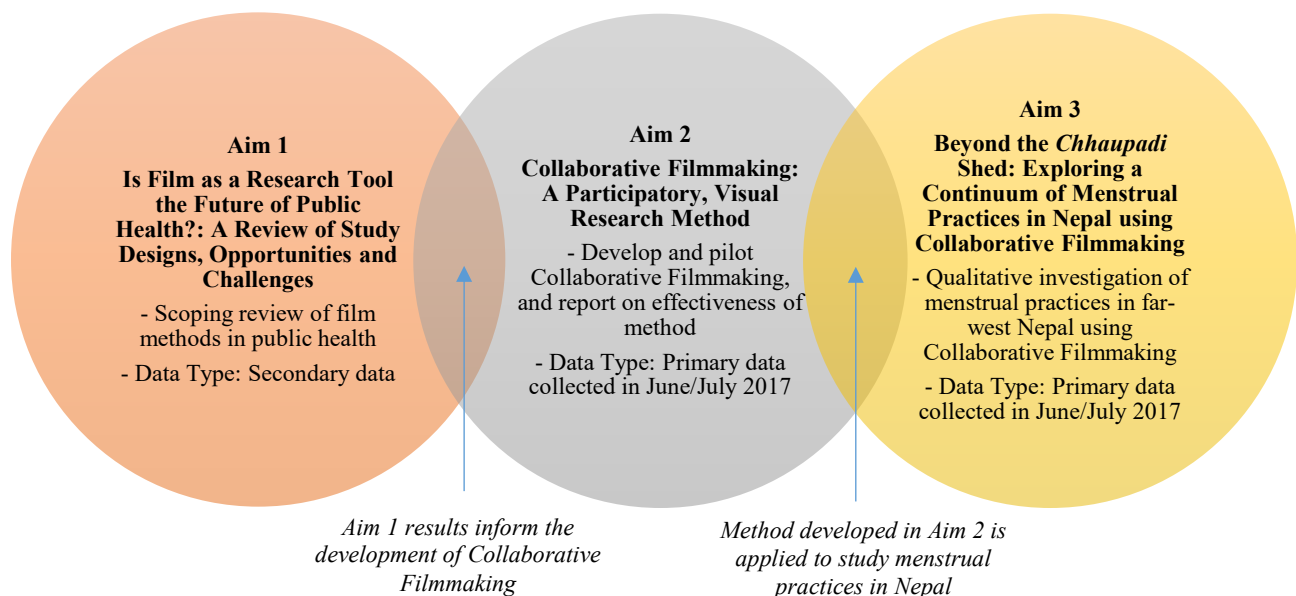 Aim 1
Is Film as a Research Tool
the Future of Public
Health?: A Review of Study
Designs, Opportunities and
Challenges
- Scoping review of film
methods in public health
- Data Type: Secondary data
Aim 2
Collaborative Filmmaking:
A Participatory, Visual
Research Method
- Develop and pilot
Collaborative Filmmaking,
and report on effectiveness of
method
- Data Type: Primary data
collected in June/July 2017
Aim 3
Beyond the Chhaupadi
Shed: Exploring a
Continuum of Menstrual
Practices in Nepal using
Collaborative Filmmaking
- Qualitative investigation of
menstrual practices in far-
west Nepal using
Collaborative Filmmaking
- Data Type: Primary data
collected in June/July 2017
Aim 1 results inform the
development of Collaborative
Filmmaking
Method developed in Aim 2 is
applied to study menstrual
practices in Nepal